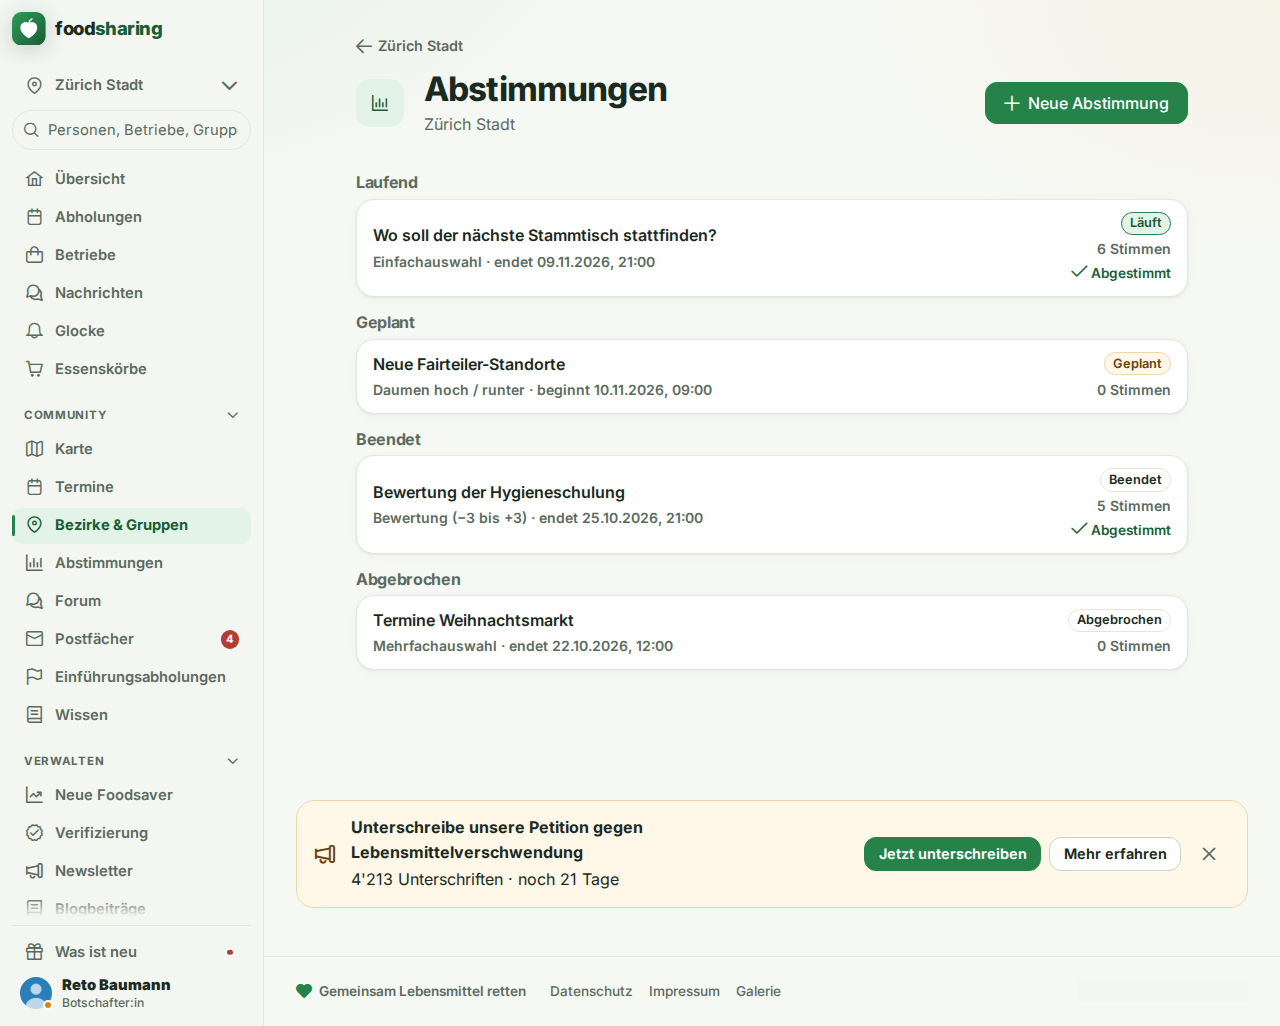 foodsharing
Zürich Stadt
Personen, Betriebe, Grupp
Übersicht
Abholungen
Betriebe
Nachrichten
Glocke
Essenskörbe
COMMUNITY
Karte
Termine
Bezirke & Gruppen
Abstimmungen
Forum
Postfächer 4
Einführungsabholungen
Wissen
VERWALTEN
Neue Foodsaver
Verifizierung
Newsletter
Blogbeiträge
Was ist neu
Reto Baumann
Botschafter:in
Zürich Stadt
Abstimmungen
Zürich Stadt
Neue Abstimmung
Laufend
Wo soll der nächste Stammtisch stattfinden?
Einfachauswahl · endet 09.11.2026, 21:00
Läuft
6 Stimmen
Abgestimmt
Geplant
Neue Fairteiler-Standorte
Daumen hoch / runter · beginnt 10.11.2026, 09:00
Geplant
0 Stimmen
Beendet
Bewertung der Hygieneschulung
Bewertung (−3 bis +3) · endet 25.10.2026, 21:00
Beendet
5 Stimmen
Abgestimmt
Abgebrochen
Termine Weihnachtsmarkt
Mehrfachauswahl · endet 22.10.2026, 12:00
Abgebrochen
0 Stimmen
Unterschreibe unsere Petition gegen
Lebensmittelverschwendung
4'213 Unterschriften · noch 21 Tage
Jetzt unterschreiben
Mehr erfahren
Gemeinsam Lebensmittel retten
Datenschutz
Impressum
Galerie